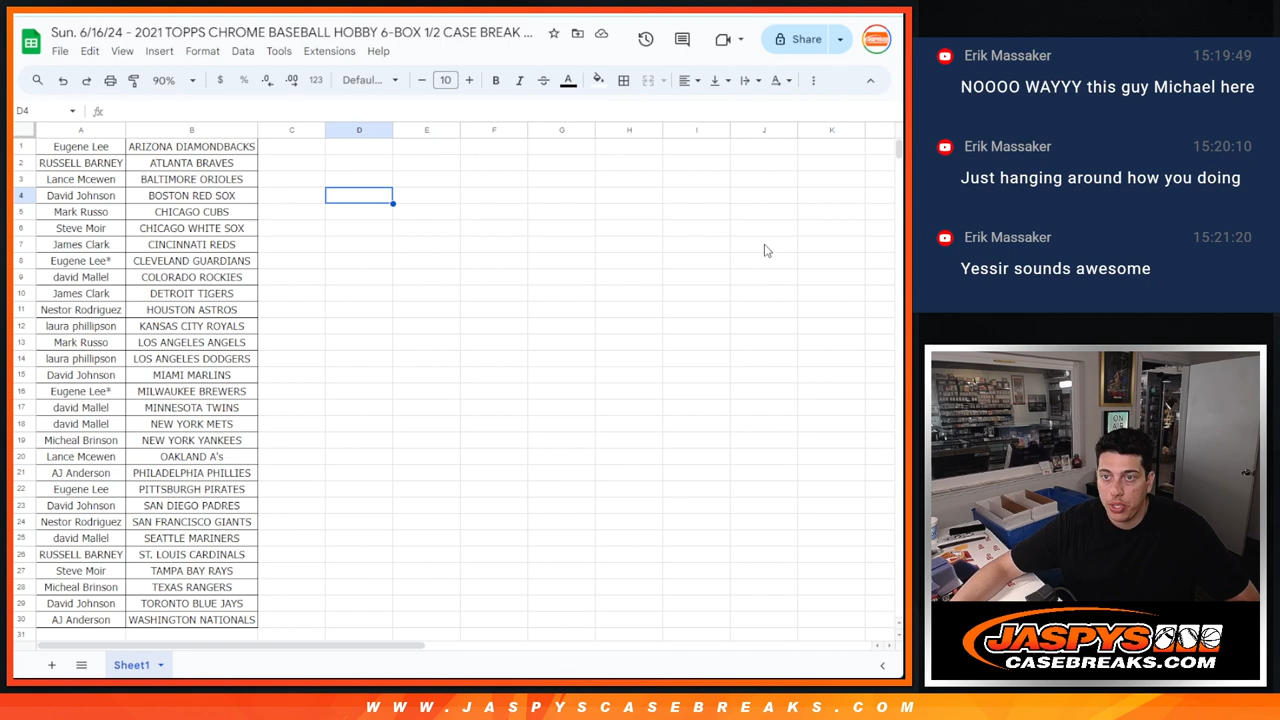 Sun. 6/16/24 - 2021 TOPPS CHROME BASEBALL HOBBY 6-BOX 1/2 CASE BREAK ...
File Edit View Insert Format Data Tools Extensions Help
Share
90% $ % .0 .00 123 Defaul... - 10 + B I A
D4 fx
A B C D E F G H I J K
1 Eugene Lee ARIZONA DIAMONDBACKS
2 RUSSELL BARNEY ATLANTA BRAVES
3 Lance Mcewen BALTIMORE ORIOLES
4 David Johnson BOSTON RED SOX
5 Mark Russo CHICAGO CUBS
6 Steve Moir CHICAGO WHITE SOX
7 James Clark CINCINNATI REDS
8 Eugene Lee* CLEVELAND GUARDIANS
9 david Mallel COLORADO ROCKIES
10 James Clark DETROIT TIGERS
11 Nestor Rodriguez HOUSTON ASTROS
12 laura phillipson KANSAS CITY ROYALS
13 Mark Russo LOS ANGELES ANGELS
14 laura phillipson LOS ANGELES DODGERS
15 David Johnson MIAMI MARLINS
16 Eugene Lee* MILWAUKEE BREWERS
17 david Mallel MINNESOTA TWINS
18 david Mallel NEW YORK METS
19 Micheal Brinson NEW YORK YANKEES
20 Lance Mcewen OAKLAND A's
21 AJ Anderson PHILADELPHIA PHILLIES
22 Eugene Lee PITTSBURGH PIRATES
23 David Johnson SAN DIEGO PADRES
24 Nestor Rodriguez SAN FRANCISCO GIANTS
25 david Mallel SEATTLE MARINERS
26 RUSSELL BARNEY ST. LOUIS CARDINALS
27 Steve Moir TAMPA BAY RAYS
28 Micheal Brinson TEXAS RANGERS
29 David Johnson TORONTO BLUE JAYS
30 AJ Anderson WASHINGTON NATIONALS
31
Sheet1
Erik Massaker 15:19:49
NOOOO WAYYY this guy Michael here
Erik Massaker 15:20:10
Just hanging around how you doing
Erik Massaker 15:21:20
Yessir sounds awesome
ON AIR
JASPYS
CASEBREAKS.COM
WWW.JASPYSCASEBREAKS.COM